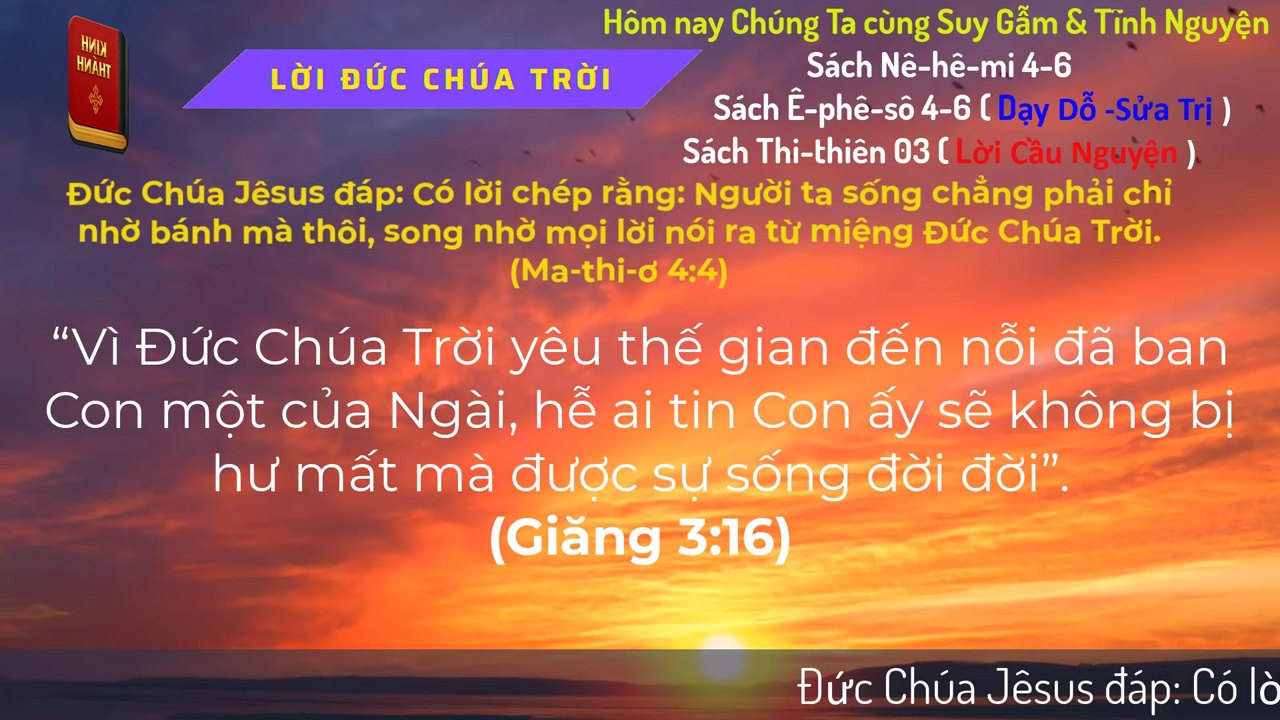 KINH
THÁNH
LỜI ĐỨC CHÚA TRỜI
Hôm nay Chúng Ta cùng Suy Gẫm & Tĩnh Nguyện
Sách Nê-hê-mi 4-6
Sách Ê-phê-sô 4-6 ( Dạy Dỗ -Sửa Trị )
Sách Thi-thiên 03 ( Lời Cầu Nguyện )
Đức Chúa Jêsus đáp: Có lời chép rằng: Người ta sống chẳng phải chỉ
nhờ bánh mà thôi, song nhờ mọi lời nói ra từ miệng Đức Chúa Trời.
(Ma-thi-ơ 4:4)
“Vì Đức Chúa Trời yêu thế gian đến nỗi đã ban
Con một của Ngài, hễ ai tin Con ấy sẽ không bị
hư mất mà được sự sống đời đời”.
(Giăng 3:16)
Đức Chúa Jêsus đáp: Có lờ